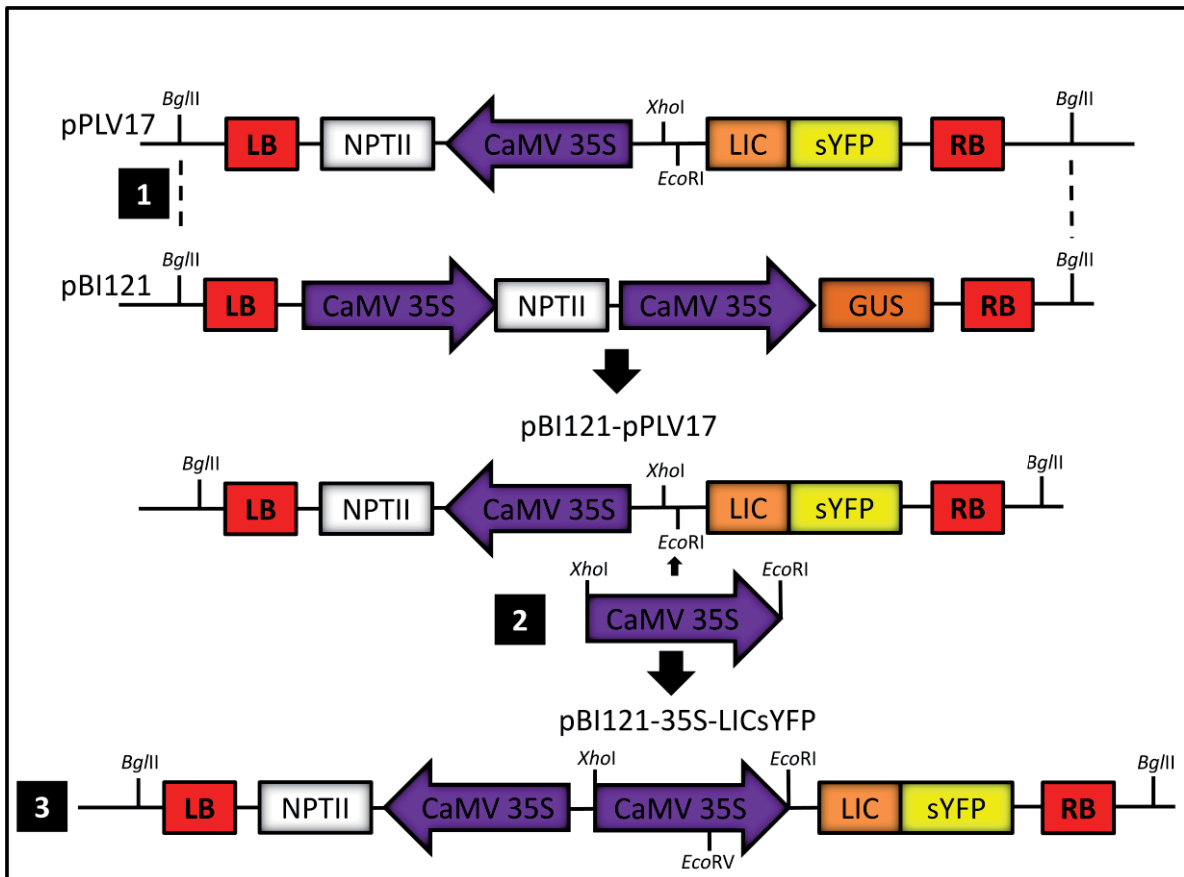 BglII XhoI BglII
pPLV17 LB NPTII CaMV 35S LIC sYFP RB
EcoRI
1
BglII BglII
pBI121 LB CaMV 35S NPTII CaMV 35S GUS RB
pBI121-pPLV17
BglII XhoI BglII
LB NPTII CaMV 35S LIC sYFP RB
EcoRI
XhoI EcoRI
2 CaMV 35S
pBI121-35S-LICsYFP
BglII XhoI EcoRI BglII
3 LB NPTII CaMV 35S CaMV 35S LIC sYFP RB
EcoRV